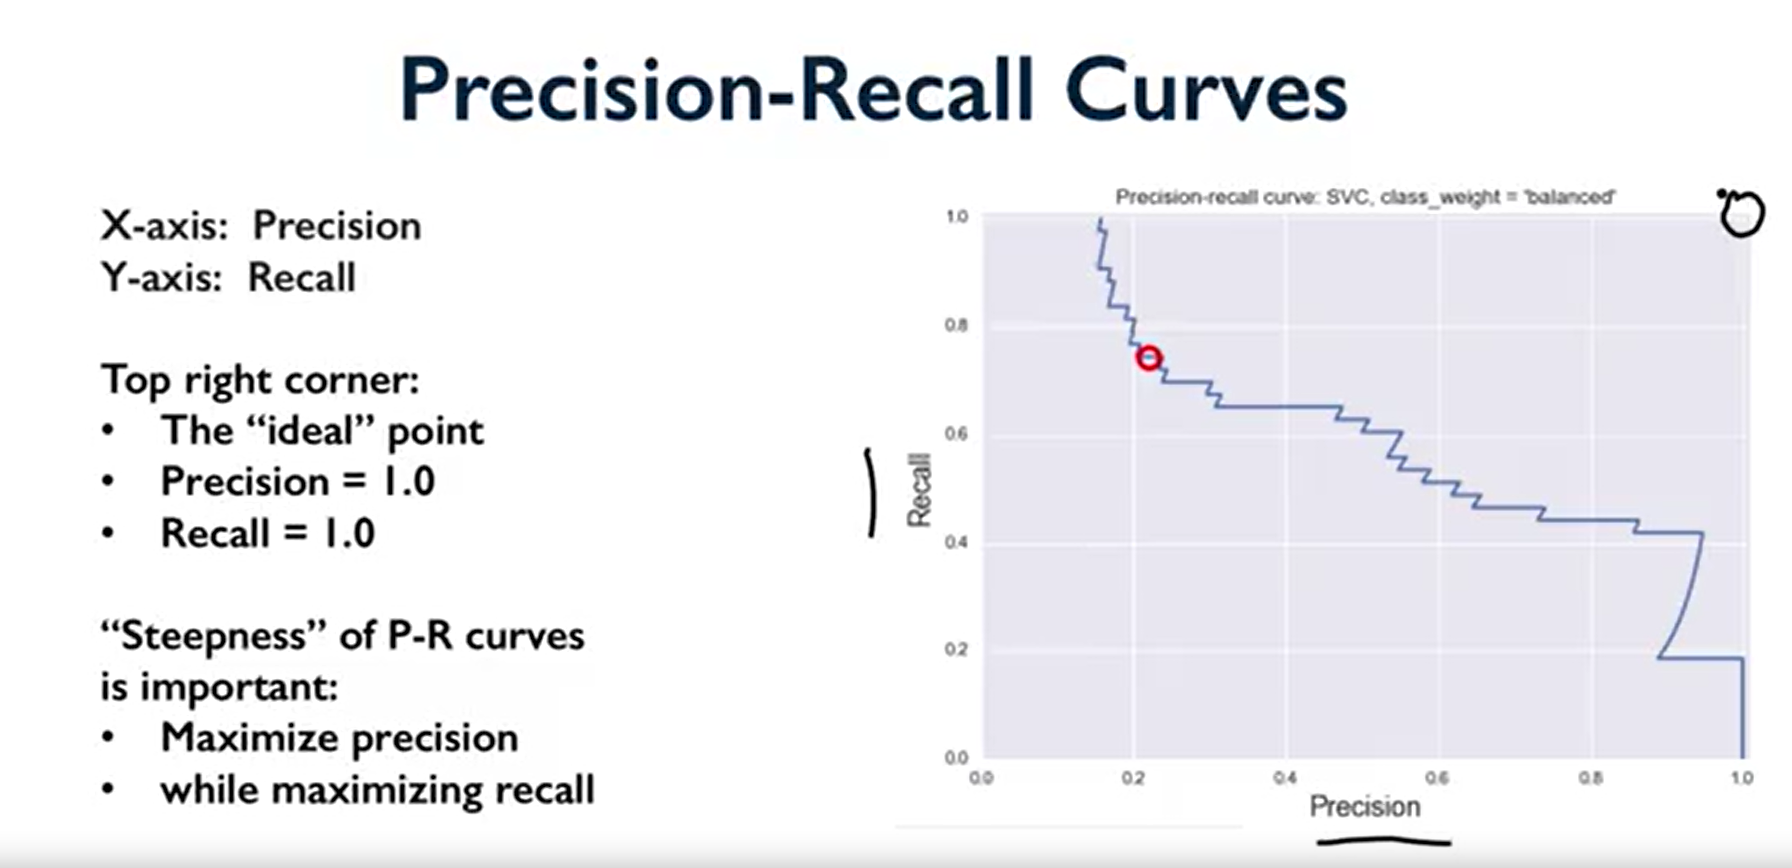 Precision-Recall Curves
X-axis: Precision
Y-axis: Recall
Top right corner:
• The “ideal” point
• Precision = 1.0
• Recall = 1.0
“Steepness” of P-R curves
is important:
• Maximize precision
• while maximizing recall
Precision-recall curve: SVC, class_weight = 'balanced'
1.0
0.8
0.6
0.4
0.2
0.0
Recall
0.0 0.2 0.4 0.6 0.8 1.0
Precision